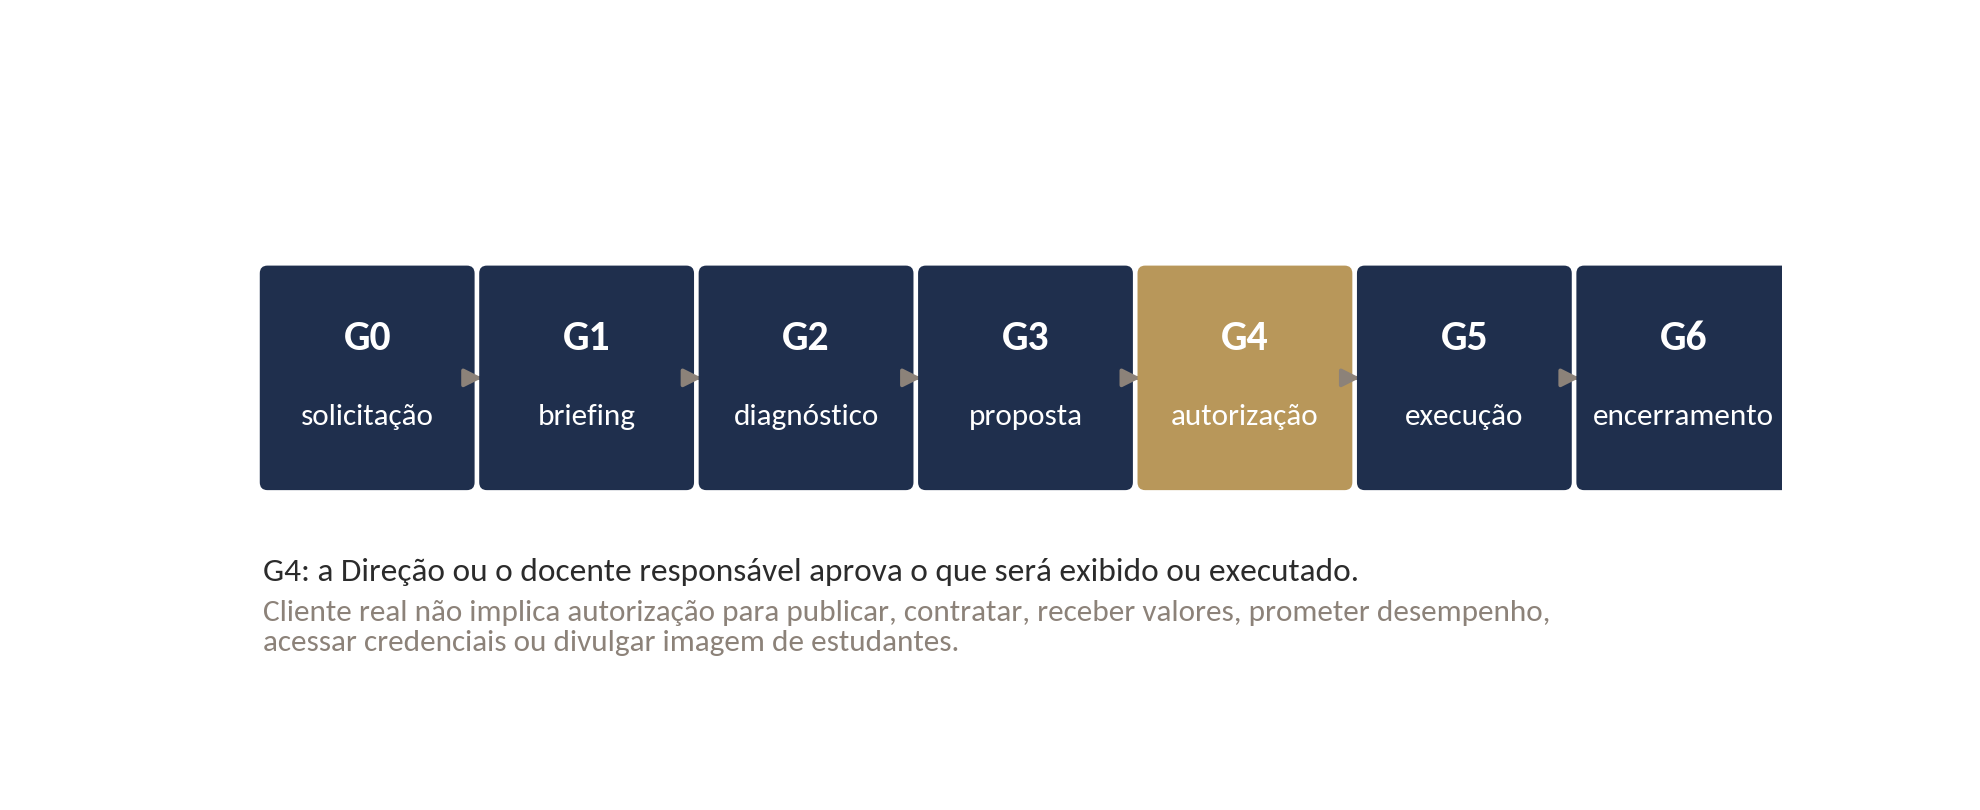 G0 G1 G2 G3 G4 G5 G6
solicitação briefing diagnóstico proposta autorização execução encerramento
G4: a Direção ou o docente responsável aprova o que será exibido ou executado.
Cliente real não implica autorização para publicar, contratar, receber valores, prometer desempenho,
acessar credenciais ou divulgar imagem de estudantes.